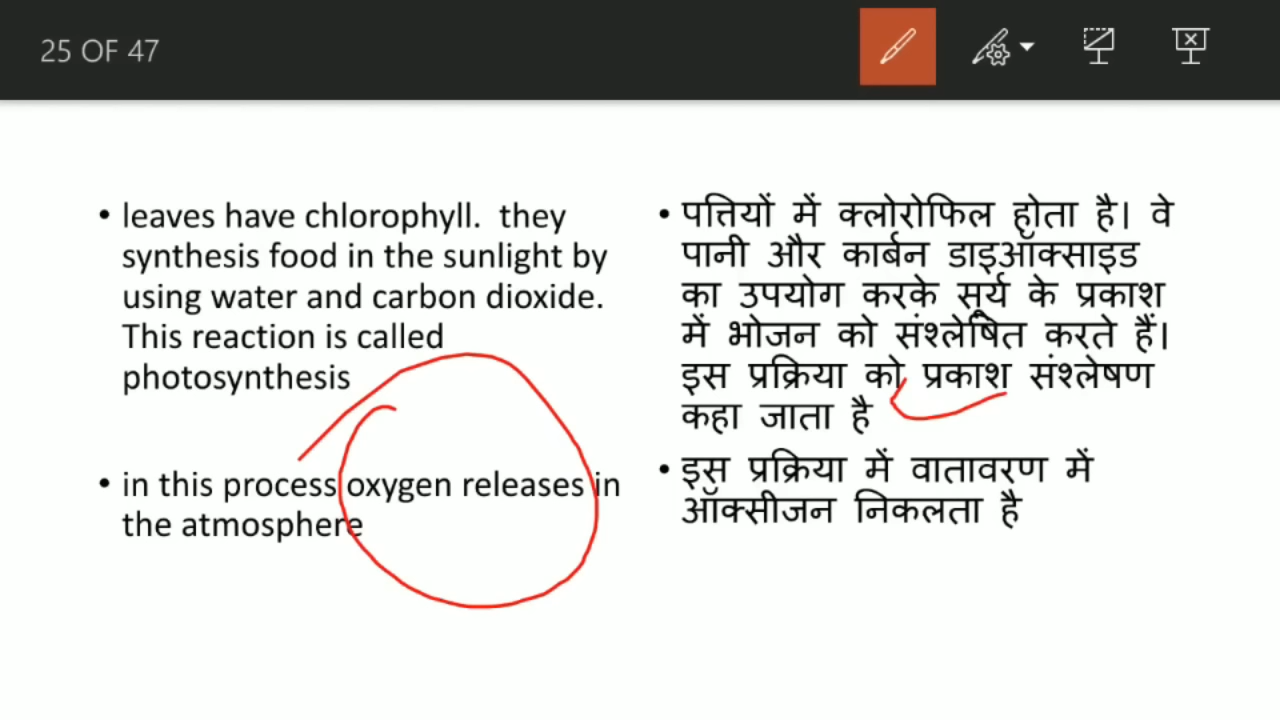 25 OF 47
• leaves have chlorophyll.  they
synthesis food in the sunlight by
using water and carbon dioxide.
This reaction is called
photosynthesis
• in this process oxygen releases in
the atmosphere
• पत्तियों में क्लोरोफिल होता है। वे
पानी और कार्बन डाइऑक्साइड
का उपयोग करके सूर्य के प्रकाश
में भोजन को संश्लेषित करते हैं।
इस प्रक्रिया को प्रकाश संश्लेषण
कहा जाता है
• इस प्रक्रिया में वातावरण में
ऑक्सीजन निकलता है